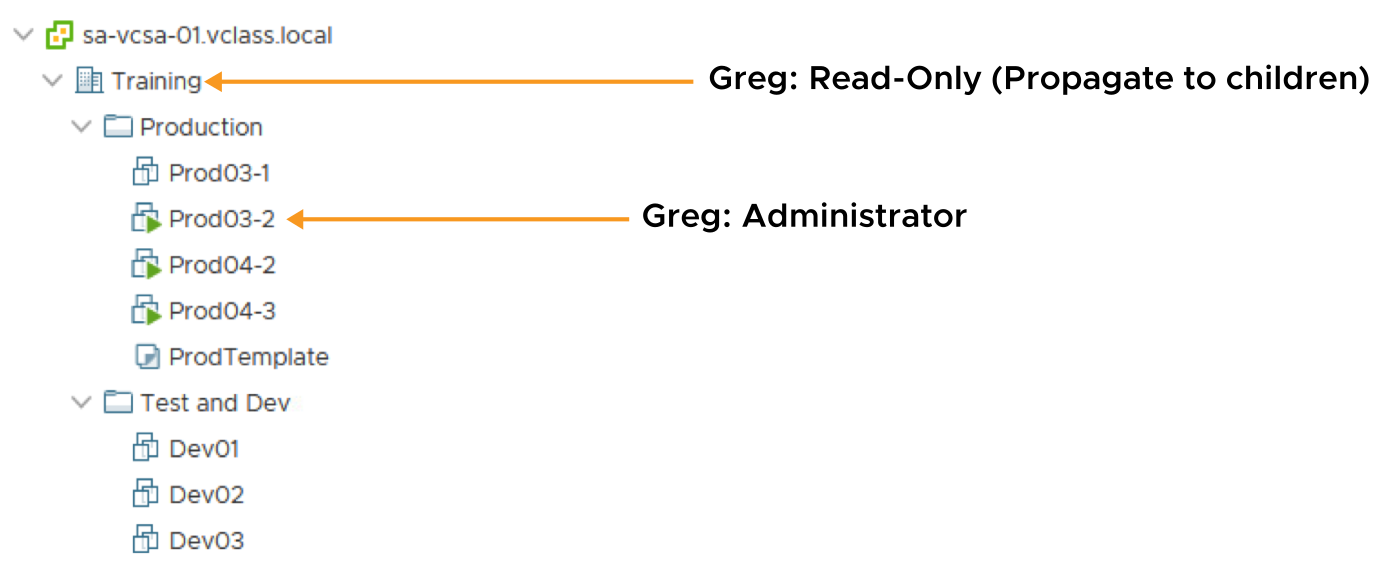 sa-vcsa-01.vclass.local
Training
Greg: Read-Only (Propagate to children)
Production
Prod03-1
Prod03-2
Greg: Administrator
Prod04-2
Prod04-3
ProdTemplate
Test and Dev
Dev01
Dev02
Dev03